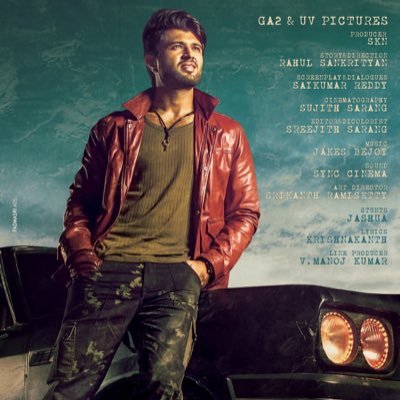 GA2 & UV PICTURES
PRODUCER
SKN
STORY&DIRECTION
RAHUL SANKRITYAN
SCREENPLAY&DIALOGUES
SAIKUMAR REDDY
CINEMATOGRAPHY
SUJITH SARANG
EDITOR&DICOLORIST
SREEJITH SARANG
MUSIC
JAKES BEJOY
SOUND
SYNC CINEMA
ART DIRECTOR
SRIKANTH RAMISETTY
STUNTS
JASHUA
LYRICS
KRISHNAKANTH
LINE PRODUCER
V.MANOJ KUMAR